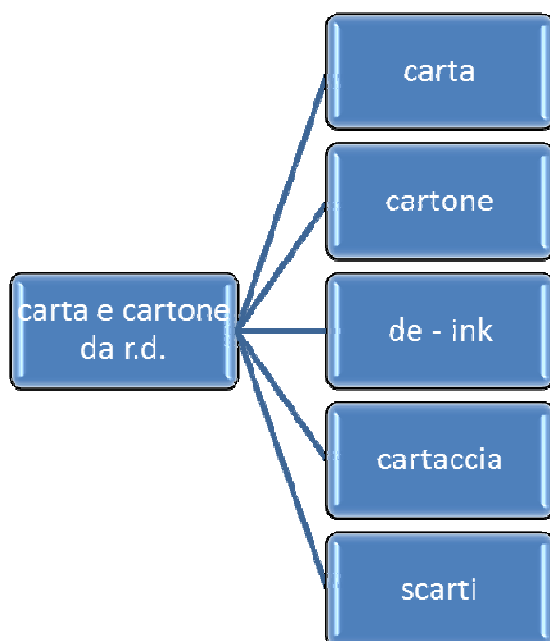 carta
cartone
carta e cartone
da r.d.
de - ink
cartaccia
scarti